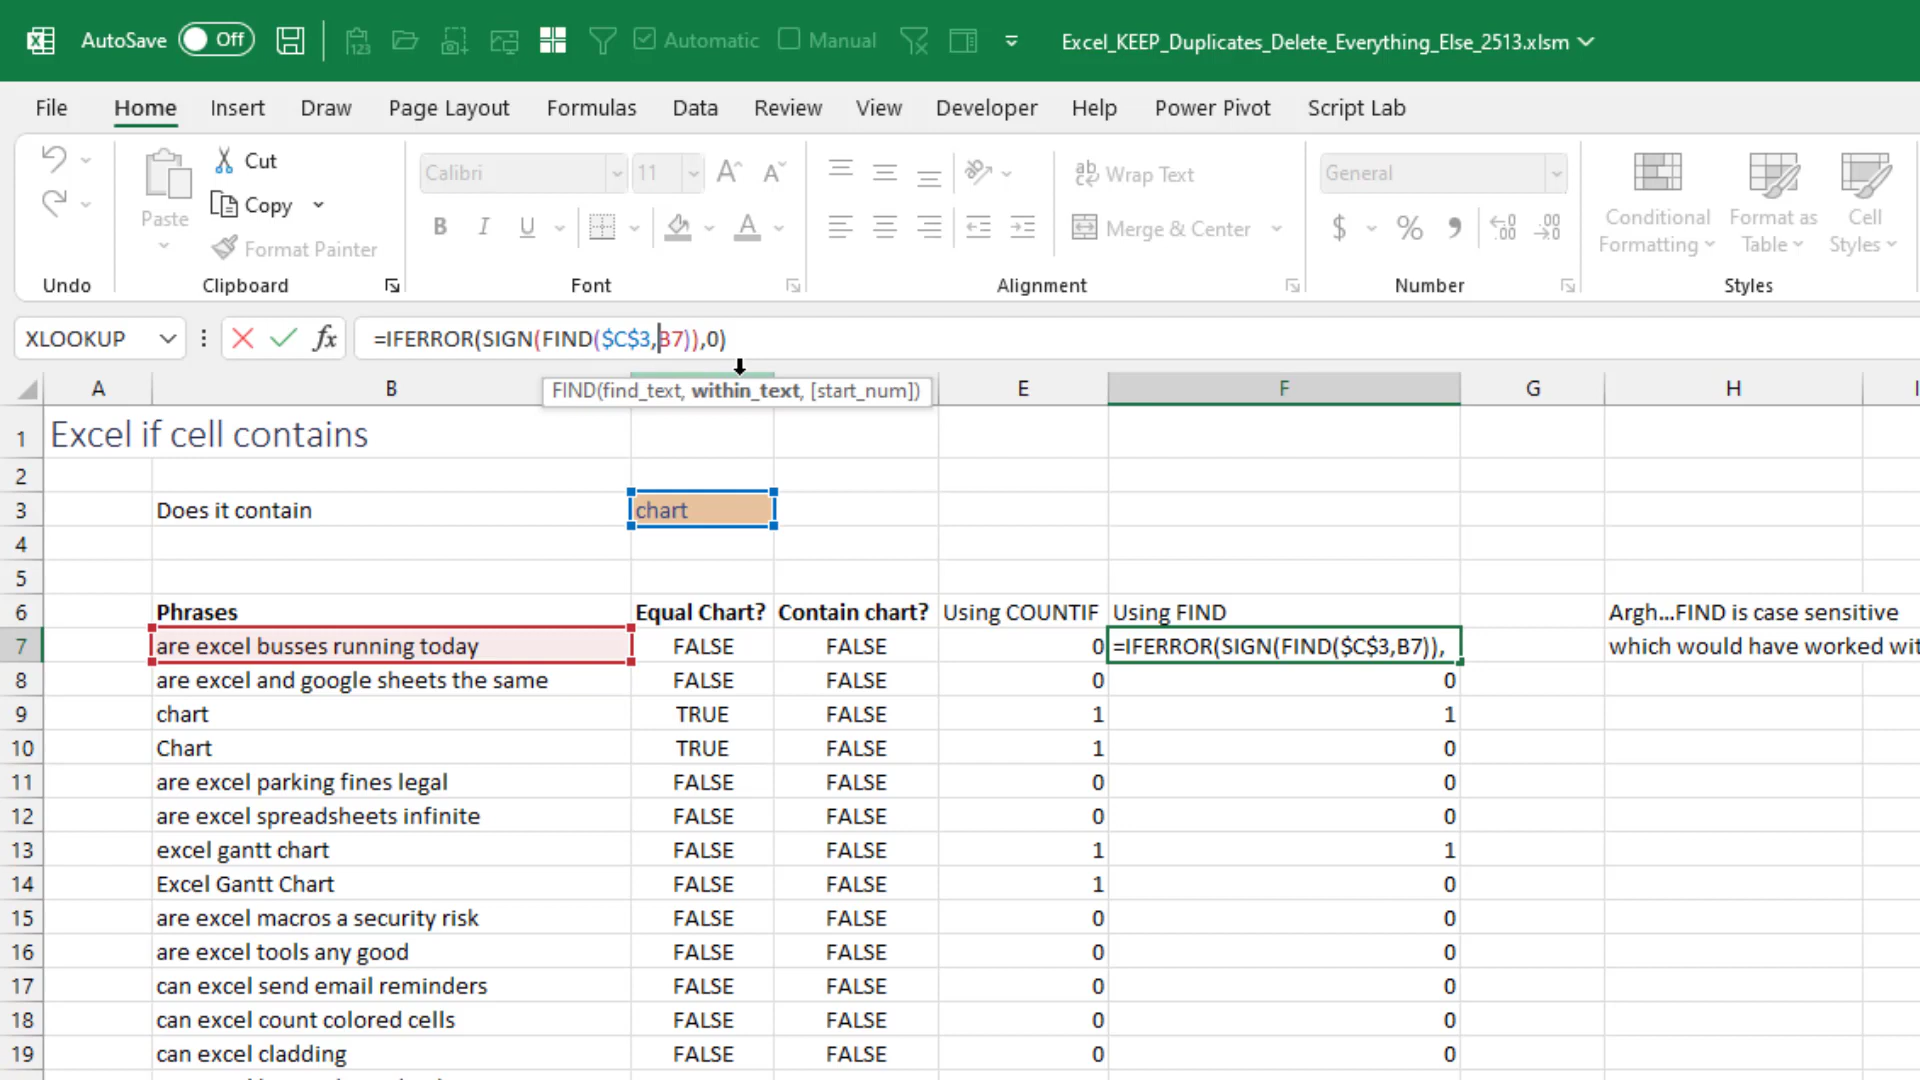 AutoSave Off Automatic Manual Excel_KEEP_Duplicates_Delete_Everything_Else_2513.xlsm
File Home Insert Draw Page Layout Formulas Data Review View Developer Help Power Pivot Script Lab
Undo
Paste
Cut
Copy
Format Painter
Clipboard
Calibri 11
B I U
Font
Wrap Text
Merge & Center
Alignment
General
$ % 9 .00 .00
Number
Conditional Formatting
Format as Table
Cell Styles
Styles
XLOOKUP fx =IFERROR(SIGN(FIND($C$3,B7)),0)
FIND(find_text, within_text, [start_num])
A B E F G H
1 Excel if cell contains
2
3 Does it contain chart
4
5
6 Phrases Equal Chart? Contain chart? Using COUNTIF Using FIND Argh...FIND is case sensitive
7 are excel busses running today FALSE FALSE 0 =IFERROR(SIGN(FIND($C$3,B7)), which would have worked wit
8 are excel and google sheets the same FALSE FALSE 0 0
9 chart TRUE FALSE 1 1
10 Chart TRUE FALSE 1 0
11 are excel parking fines legal FALSE FALSE 0 0
12 are excel spreadsheets infinite FALSE FALSE 0 0
13 excel gantt chart FALSE FALSE 1 1
14 Excel Gantt Chart FALSE FALSE 1 0
15 are excel macros a security risk FALSE FALSE 0 0
16 are excel tools any good FALSE FALSE 0 0
17 can excel send email reminders FALSE FALSE 0 0
18 can excel count colored cells FALSE FALSE 0 0
19 can excel cladding FALSE FALSE 0 0